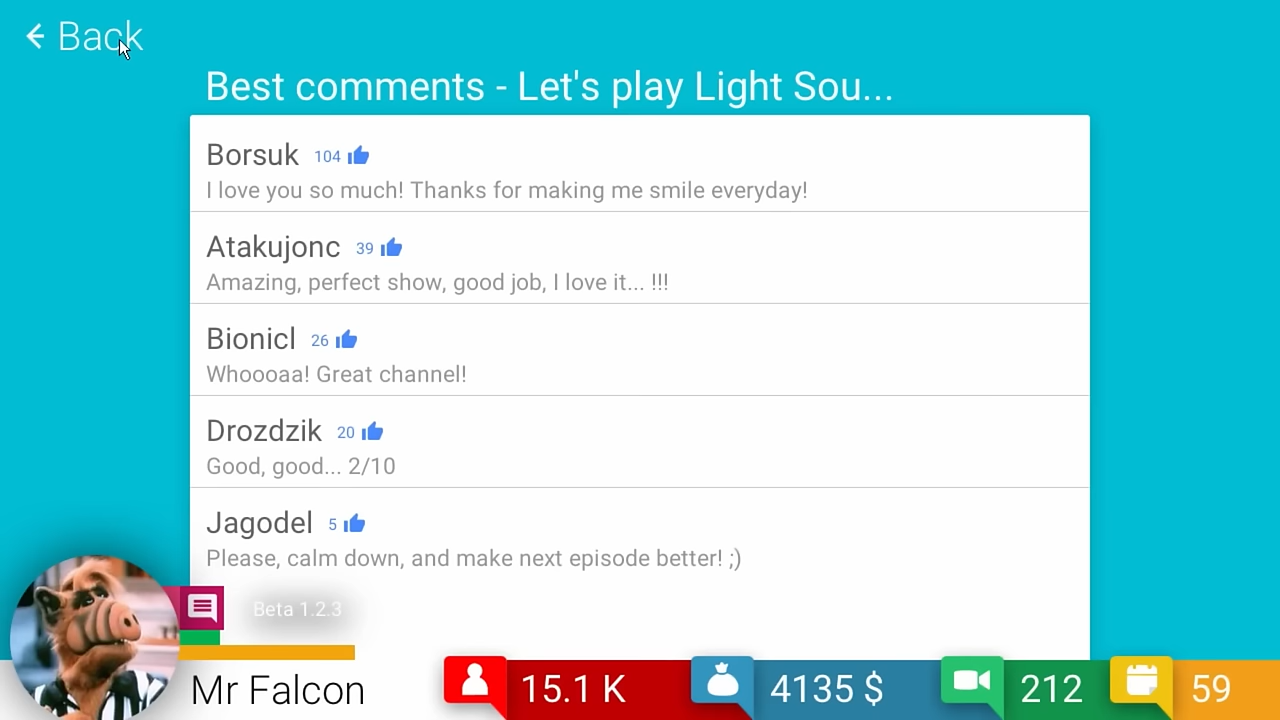 Back
Best comments - Let's play Light Sou...
Borsuk 104
I love you so much! Thanks for making me smile everyday!
Atakujonc 39
Amazing, perfect show, good job, I love it... !!!
Bionicl 26
Whoooaa! Great channel!
Drozdzik 20
Good, good... 2/10
Jagodel 5
Please, calm down, and make next episode better! ;)
Beta 1.2.3
Mr Falcon
15.1 K
4135 $
212
59